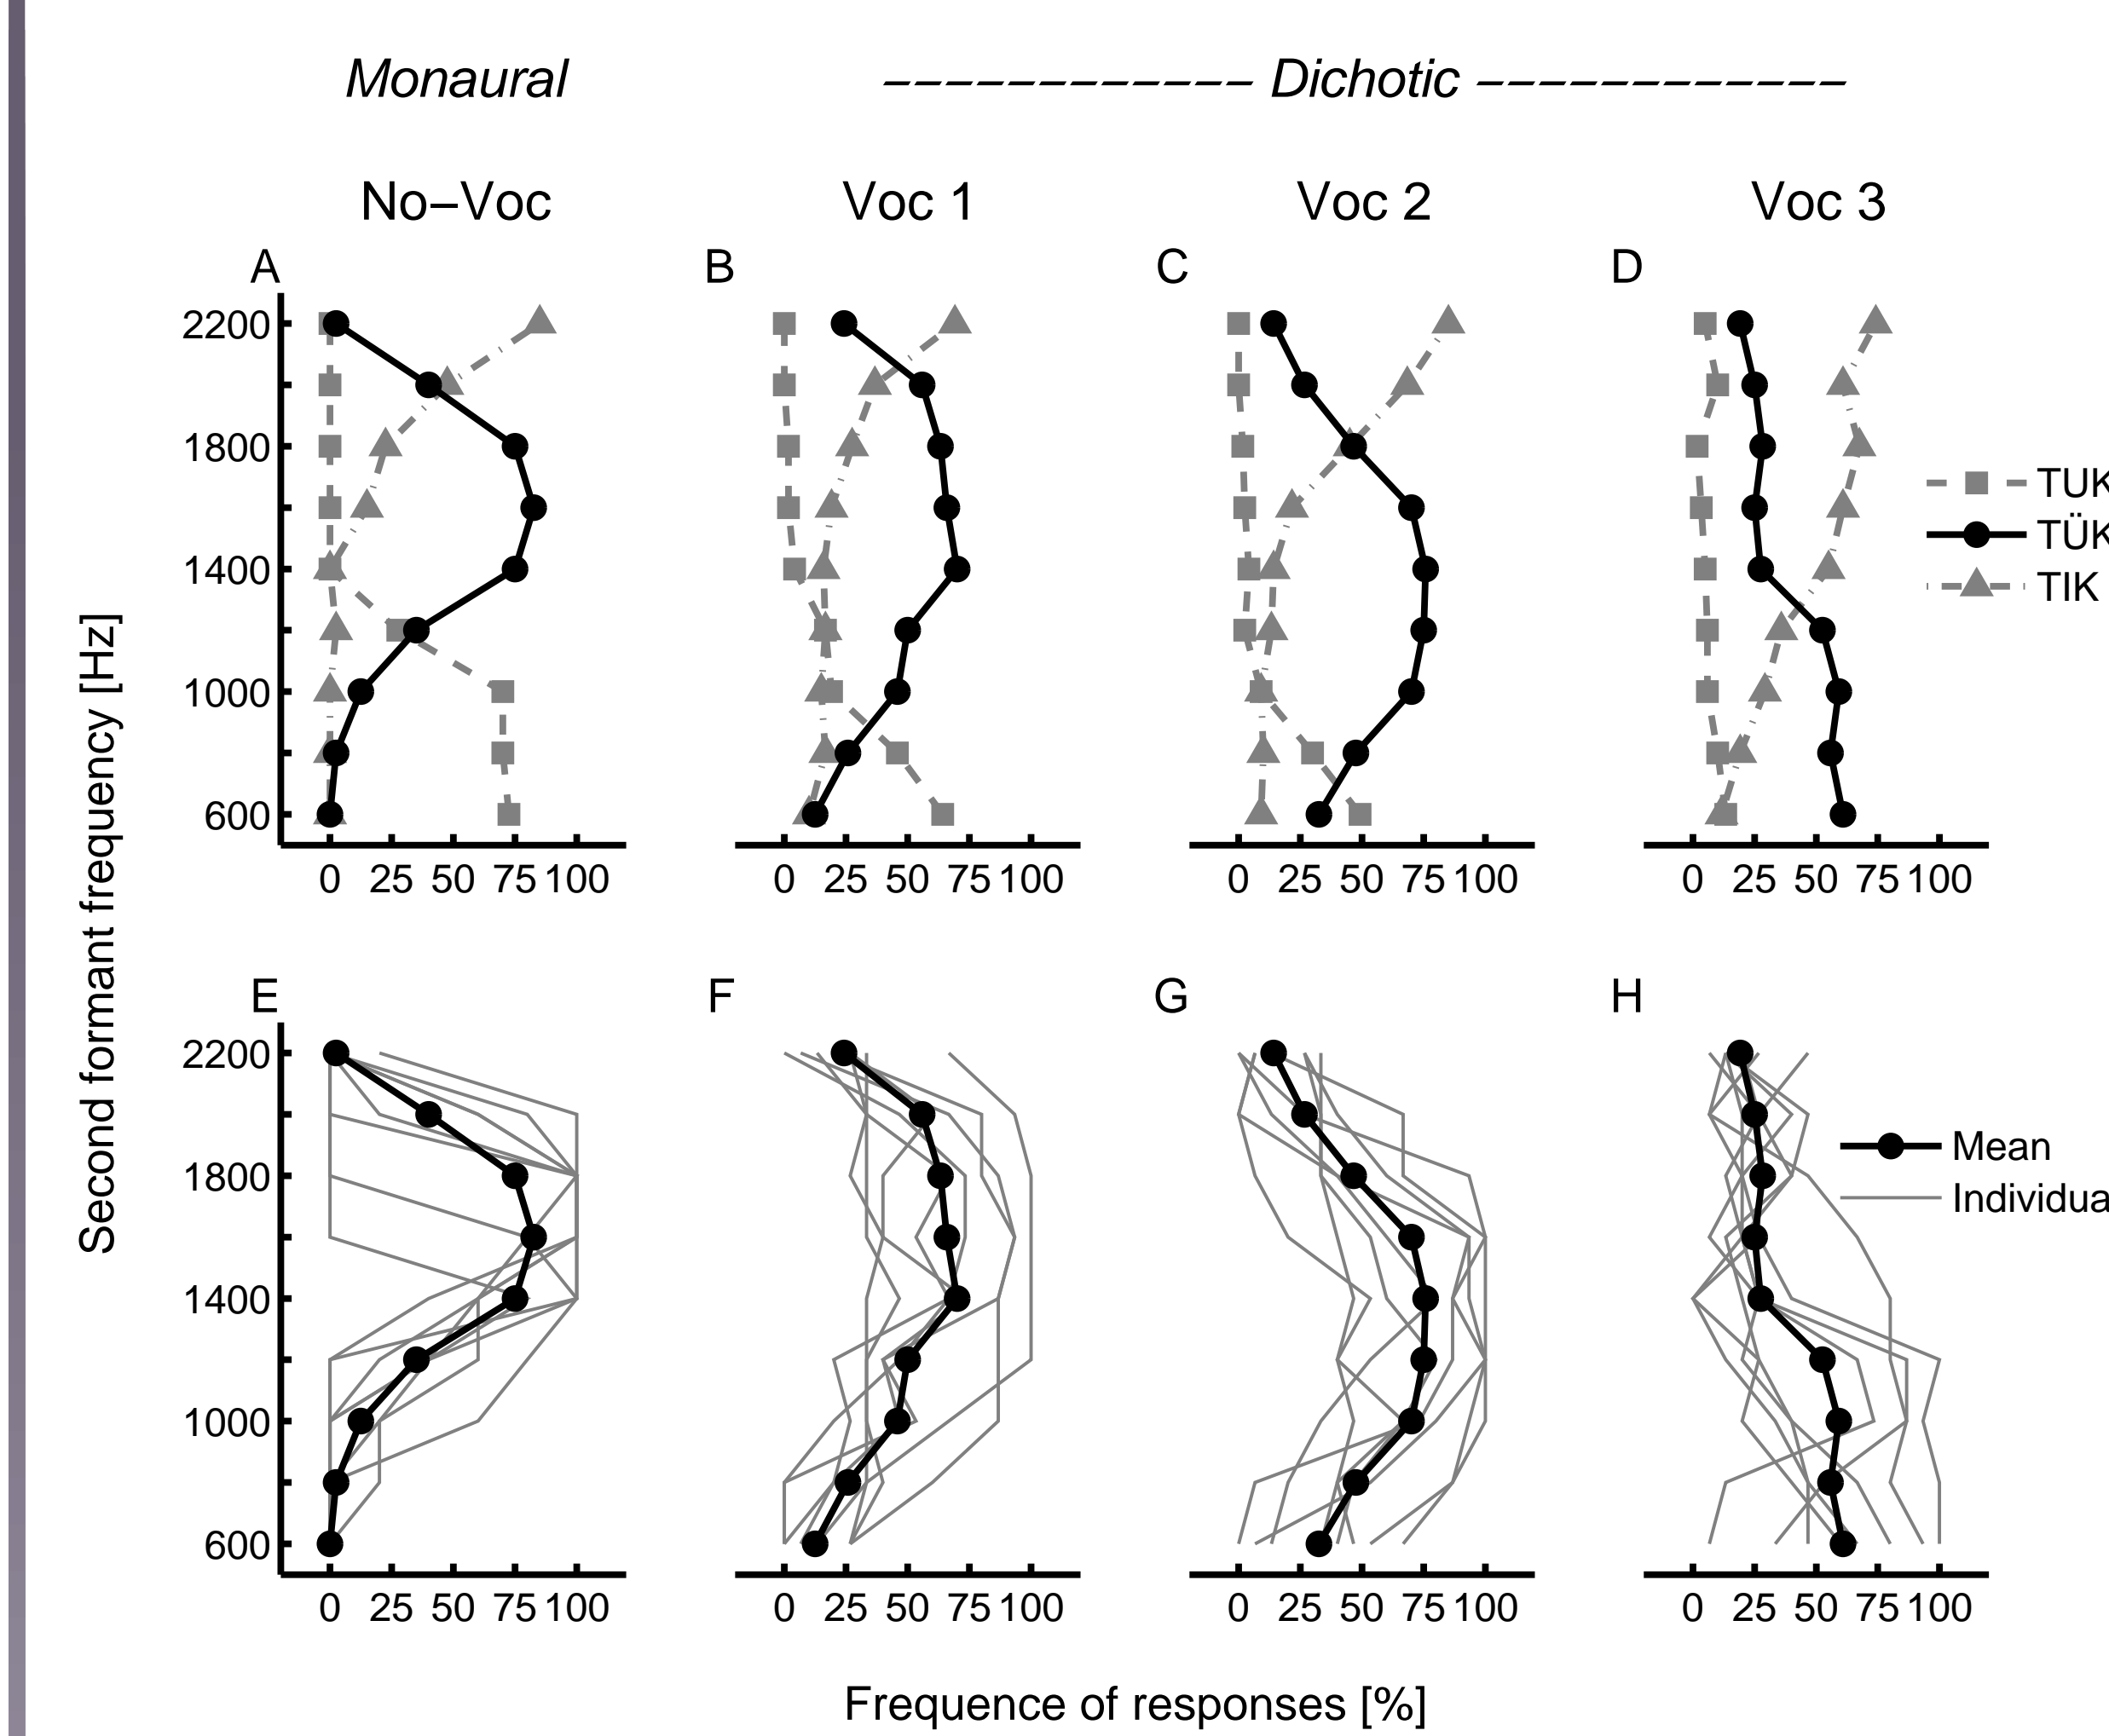 Monaural
Dichotic
No–Voc
Voc 1
Voc 2
Voc 3
A
B
C
D
2200
1800
1400
1000
600
0 25 50 75 100
0 25 50 75 100
0 25 50 75 100
0 25 50 75 100
TUK
TÜK
TIK
Second formant frequency [Hz]
E
F
G
H
2200
1800
1400
1000
600
0 25 50 75 100
0 25 50 75 100
0 25 50 75 100
0 25 50 75 100
Mean
Individua
Frequence of responses [%]